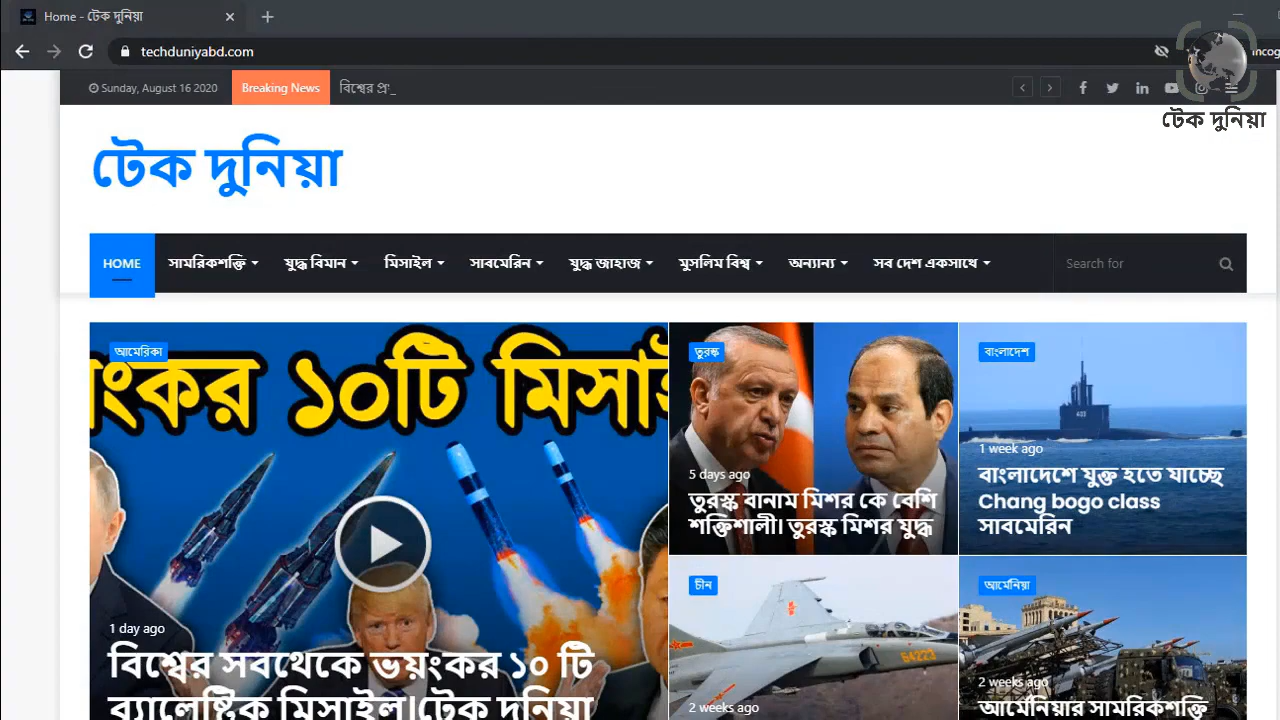 Home - টেক দুনিয়া
techduniyabd.com
Incog
Sunday, August 16 2020
Breaking News
বিশ্বের প্র_
টেক দুনিয়া
টেক দুনিয়া
HOME
সামরিকশক্তি
যুদ্ধ বিমান
মিসাইল
সাবমেরিন
যুদ্ধ জাহাজ
মুসলিম বিশ্ব
অন্যান্য
সব দেশ একসাথে
Search for
আমেরিকা
ংকর ১০টি মিসাই
1 day ago
বিশ্বের সবথেকে ভয়ংকর ১০ টি
ব্যালেষ্টিক মিসাইল।টেক দুনিয়া
তুরস্ক
5 days ago
তুরস্ক বানাম মিশর কে বেশি
শক্তিশালী। তুরস্ক মিশর যুদ্ধ
বাংলাদেশ
1 week ago
বাংলাদেশে যুক্ত হতে যাচ্ছে
Chang bogo class
সাবমেরিন
চীন
64223
2 weeks ago
আর্মেনিয়া
2 weeks ago
আর্মেনিয়ার সামরিকশক্তি